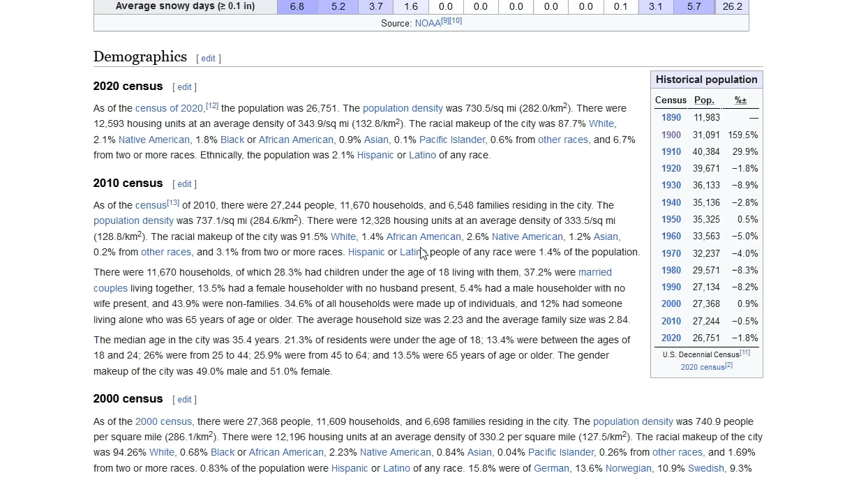 Average snowy days (≥ 0.1 in) 6.8 5.2 3.7 1.6 0.0 0.0 0.0 0.0 0.0 0.1 3.1 5.7 26.2
Source: NOAA[9][10]
Demographics [ edit ]
2020 census [ edit ]
As of the census of 2020,[12] the population was 26,751. The population density was 730.5/sq mi (282.0/km2). There were
12,593 housing units at an average density of 343.9/sq mi (132.8/km2). The racial makeup of the city was 87.7% White,
2.1% Native American, 1.8% Black or African American, 0.9% Asian, 0.1% Pacific Islander, 0.6% from other races, and 6.7%
from two or more races. Ethnically, the population was 2.1% Hispanic or Latino of any race.
2010 census [ edit ]
As of the census[13] of 2010, there were 27,244 people, 11,670 households, and 6,548 families residing in the city. The
population density was 737.1/sq mi (284.6/km2). There were 12,328 housing units at an average density of 333.5/sq mi
(128.8/km2). The racial makeup of the city was 91.5% White, 1.4% African American, 2.6% Native American, 1.2% Asian,
0.2% from other races, and 3.1% from two or more races. Hispanic or Latino people of any race were 1.4% of the population.
There were 11,670 households, of which 28.3% had children under the age of 18 living with them, 37.2% were married
couples living together, 13.5% had a female householder with no husband present, 5.4% had a male householder with no
wife present, and 43.9% were non-families. 34.6% of all households were made up of individuals, and 12% had someone
living alone who was 65 years of age or older. The average household size was 2.23 and the average family size was 2.84.
The median age in the city was 35.4 years. 21.3% of residents were under the age of 18; 13.4% were between the ages of
18 and 24; 26% were from 25 to 44; 25.9% were from 45 to 64; and 13.5% were 65 years of age or older. The gender
makeup of the city was 49.0% male and 51.0% female.
2000 census [ edit ]
As of the 2000 census, there were 27,368 people, 11,609 households, and 6,698 families residing in the city. The population density was 740.9 people
per square mile (286.1/km2). There were 12,196 housing units at an average density of 330.2 per square mile (127.5/km2). The racial makeup of the city
was 94.26% White, 0.68% Black or African American, 2.23% Native American, 0.84% Asian, 0.04% Pacific Islander, 0.26% from other races, and 1.69%
from two or more races. 0.83% of the population were Hispanic or Latino of any race. 15.8% were of German, 13.6% Norwegian, 10.9% Swedish, 9.3%
Historical population
Census Pop. %±
1890 11,983 —
1900 31,091 159.5%
1910 40,384 29.9%
1920 39,671 −1.8%
1930 36,133 −8.9%
1940 35,136 −2.8%
1950 35,325 0.5%
1960 33,563 −5.0%
1970 32,237 −4.0%
1980 29,571 −8.3%
1990 27,134 −8.2%
2000 27,368 0.9%
2010 27,244 −0.5%
2020 26,751 −1.8%
U.S. Decennial Census[11]
2020 census[2]